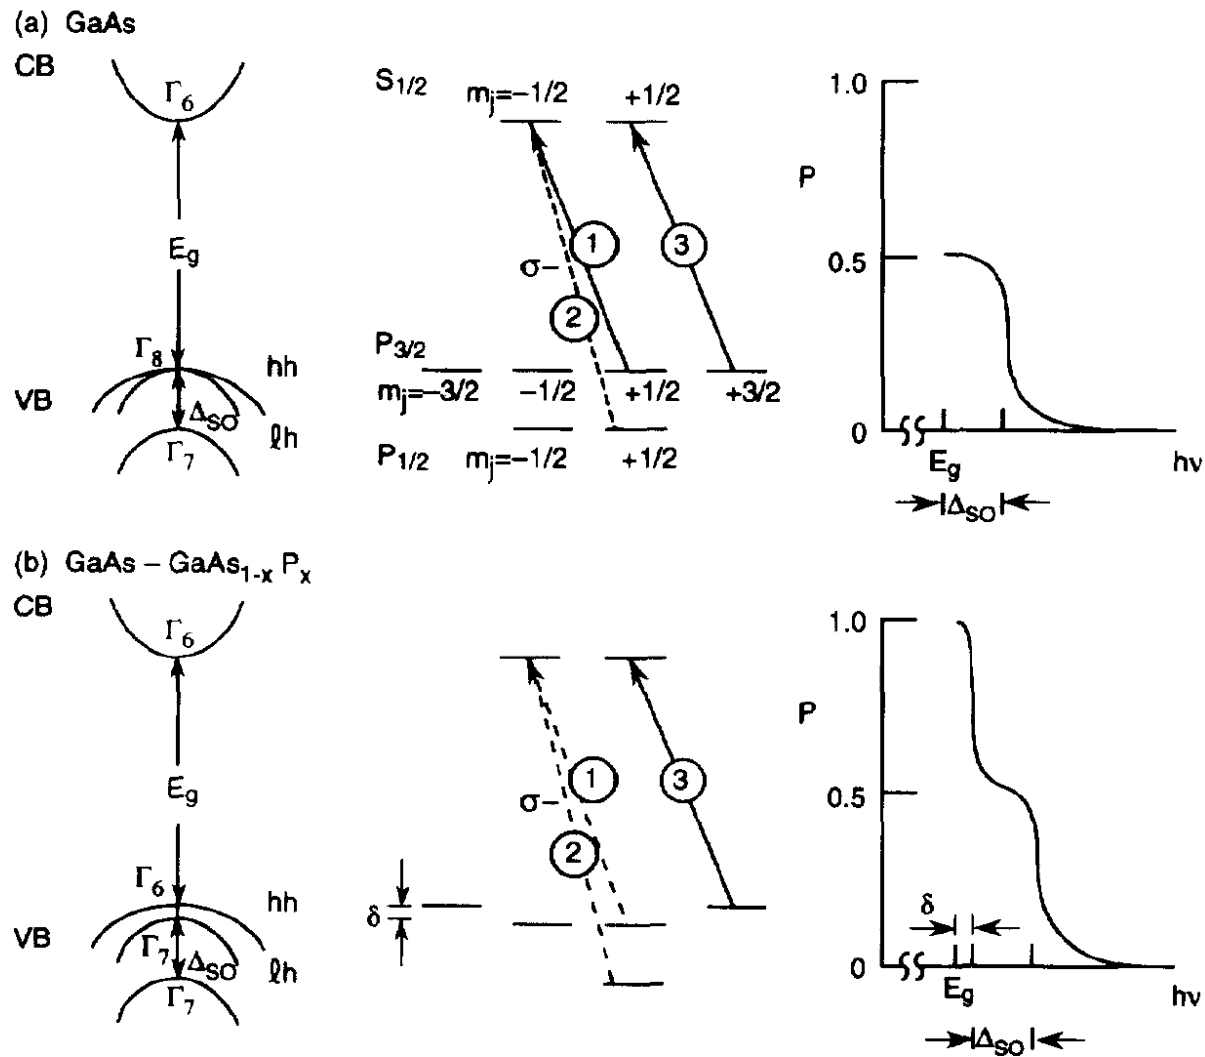 (a) GaAs
CB
Γ6
Eg
Γ8
hh
VB
ΔSO
ℓh
Γ7
S1/2 mj=−1/2 +1/2
1
3
σ−
2
P3/2
mj=−3/2 −1/2 +1/2 +3/2
P1/2 mj=−1/2 +1/2
1.0
P
0.5
0
Eg hν
ΔSO
(b) GaAs – GaAs1-x Px
CB
Γ6
Eg
Γ6
hh
VB
Γ7
ΔSO
ℓh
Γ7
1
3
σ−
2
δ
1.0
P
0.5
δ
0
Eg hν
ΔSO